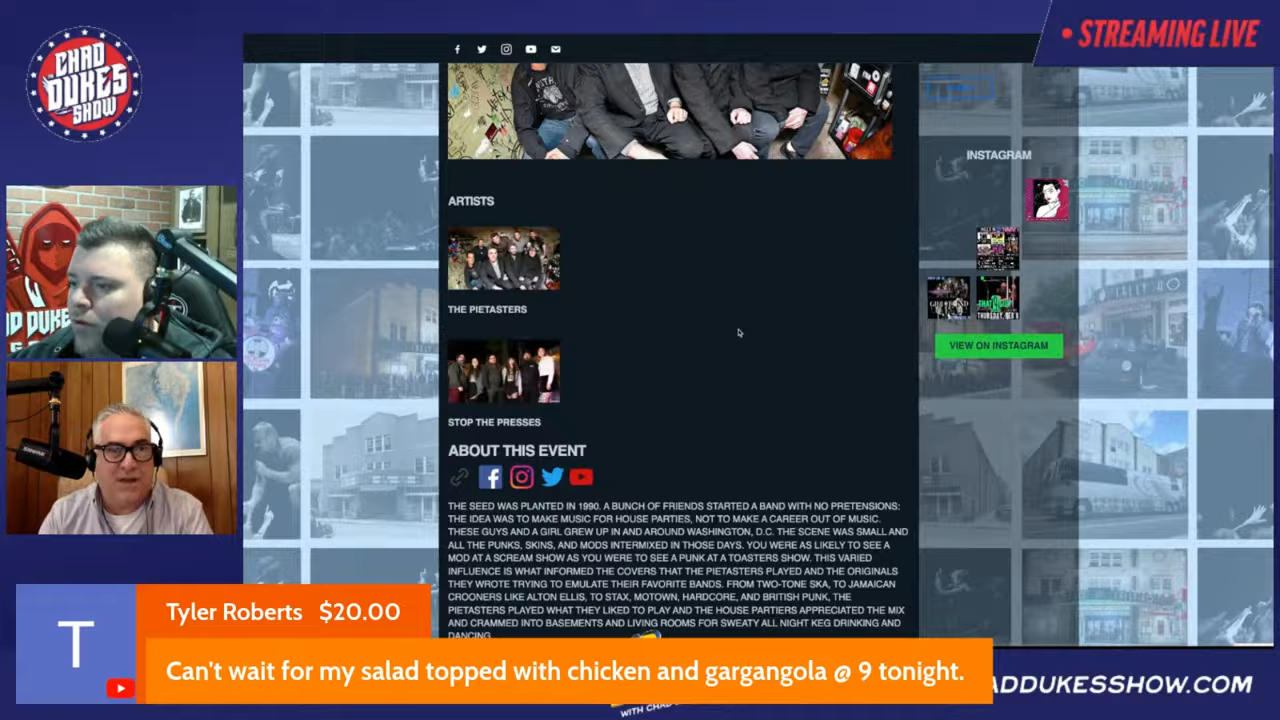 STREAMING LIVE
CHAD
DUKES
SHOW
INSTAGRAM
ARTISTS
THE PIETASTERS
VIEW ON INSTAGRAM
STOP THE PRESSES
ABOUT THIS EVENT
THE SEED WAS PLANTED IN 1990. A BUNCH OF FRIENDS STARTED A BAND WITH NO PRETENSIONS:
THE IDEA WAS TO MAKE MUSIC FOR HOUSE PARTIES, NOT TO MAKE A CAREER OUT OF MUSIC.
THESE GUYS AND A GIRL GREW UP IN AND AROUND WASHINGTON, D.C. THE SCENE WAS SMALL AND
ALL THE PUNKS, SKINS, AND MODS INTERMIXED IN THOSE DAYS. YOU WERE AS LIKELY TO SEE A
MOD AT A SCREAM SHOW AS YOU WERE TO SEE A PUNK AT A TOASTERS SHOW. THIS VARIED
INFLUENCE IS WHAT INFORMED THE COVERS THAT THE PIETASTERS PLAYED AND THE ORIGINALS
THEY WROTE TRYING TO EMULATE THEIR FAVORITE BANDS. FROM TWO-TONE SKA, TO JAMAICAN
CROONERS LIKE ALTON ELLIS, TO STAX, MOTOWN, HARDCORE, AND BRITISH PUNK, THE
PIETASTERS PLAYED WHAT THEY LIKED TO PLAY AND THE HOUSE PARTIERS APPRECIATED THE MIX
AND CRAMMED INTO BASEMENTS AND LIVING ROOMS FOR SWEATY ALL NIGHT KEG DRINKING AND
DANCING
T
Tyler Roberts $20.00
Can't wait for my salad topped with chicken and gargangola @ 9 tonight.
ADDUKESSHOW.COM
WITH CHAD